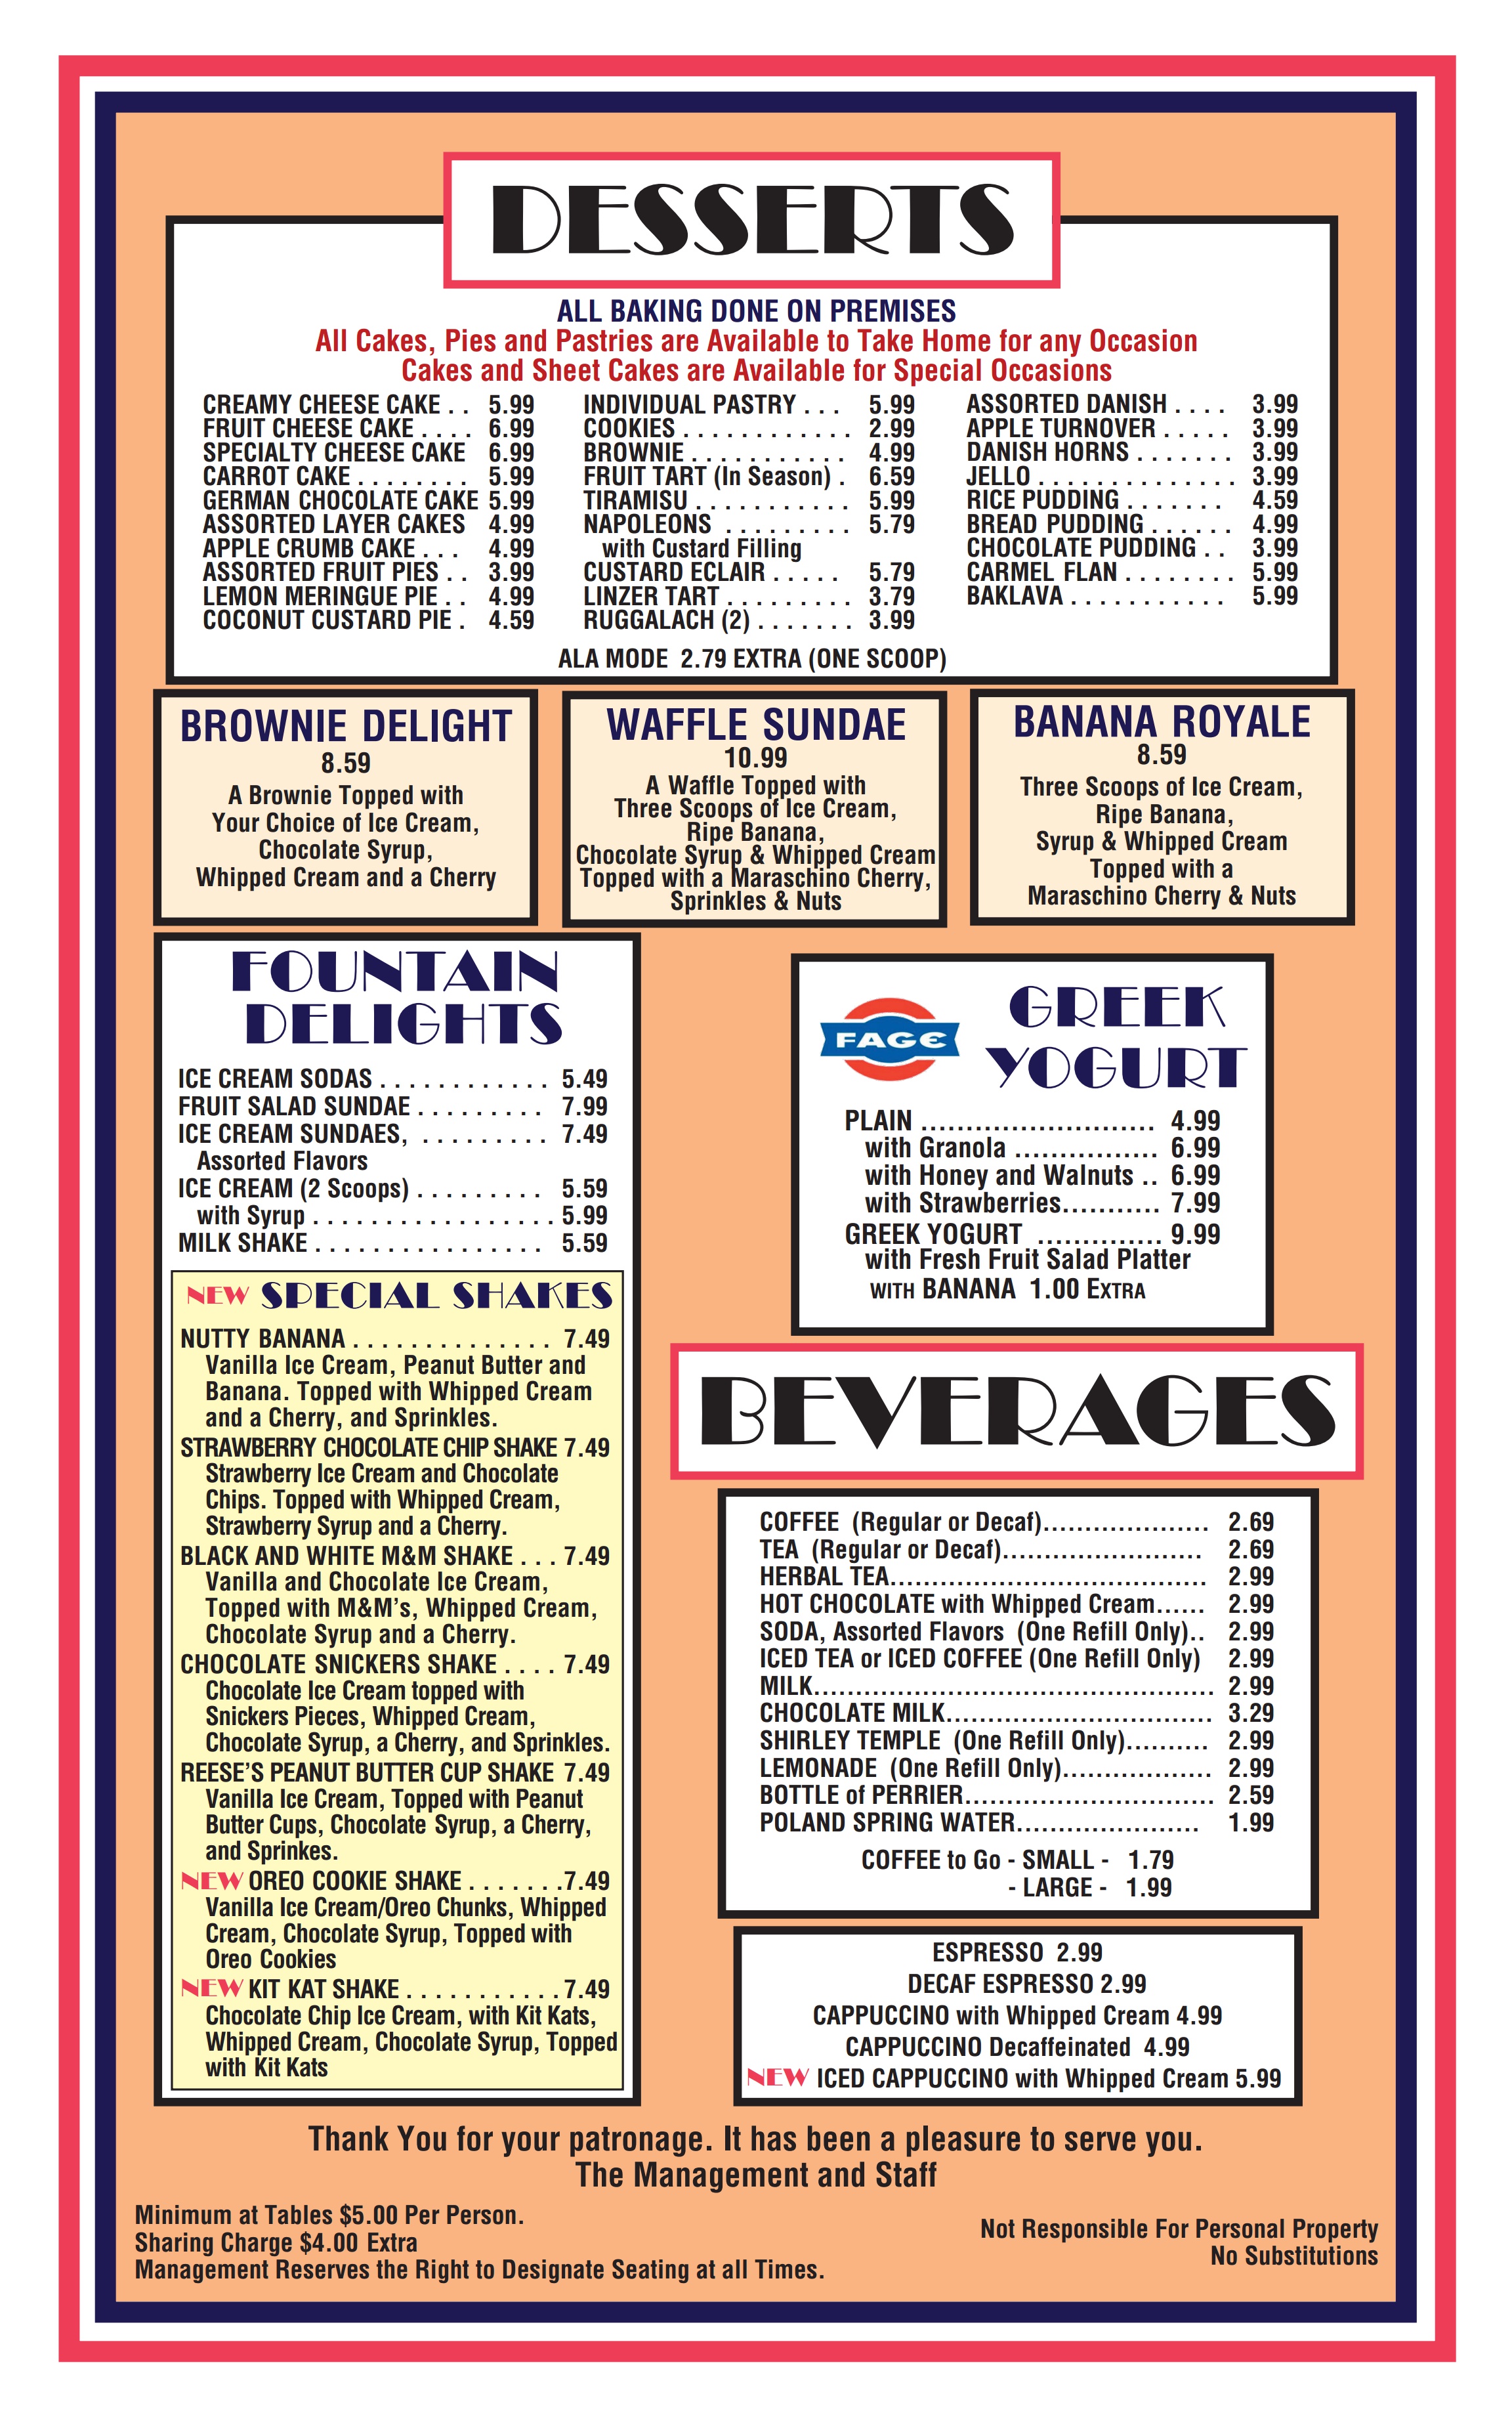 DESSERTS
ALL BAKING DONE ON PREMISES
All Cakes, Pies and Pastries are Available to Take Home for any Occasion
Cakes and Sheet Cakes are Available for Special Occasions
CREAMY CHEESE CAKE . . 5.99
FRUIT CHEESE CAKE . . . . 6.99
SPECIALTY CHEESE CAKE 6.99
CARROT CAKE . . . . . . . . 5.99
GERMAN CHOCOLATE CAKE 5.99
ASSORTED LAYER CAKES 4.99
APPLE CRUMB CAKE . . . 4.99
ASSORTED FRUIT PIES . . 3.99
LEMON MERINGUE PIE . . 4.99
COCONUT CUSTARD PIE . 4.59
INDIVIDUAL PASTRY . . . 5.99
COOKIES . . . . . . . . . . . . 2.99
BROWNIE . . . . . . . . . . . 4.99
FRUIT TART (In Season) . 6.59
TIRAMISU . . . . . . . . . . . 5.99
NAPOLEONS . . . . . . . . . 5.79
with Custard Filling
CUSTARD ECLAIR . . . . . 5.79
LINZER TART . . . . . . . . . 3.79
RUGGALACH (2) . . . . . . . 3.99
ASSORTED DANISH . . . . 3.99
APPLE TURNOVER . . . . . 3.99
DANISH HORNS . . . . . . . 3.99
JELLO . . . . . . . . . . . . . . 3.99
RICE PUDDING . . . . . . . 4.59
BREAD PUDDING . . . . . . 4.99
CHOCOLATE PUDDING . . 3.99
CARMEL FLAN . . . . . . . . 5.99
BAKLAVA . . . . . . . . . . . 5.99
ALA MODE 2.79 EXTRA (ONE SCOOP)
BROWNIE DELIGHT
8.59
A Brownie Topped with
Your Choice of Ice Cream,
Chocolate Syrup,
Whipped Cream and a Cherry
WAFFLE SUNDAE
10.99
A Waffle Topped with
Three Scoops of Ice Cream,
Ripe Banana,
Chocolate Syrup & Whipped Cream
Topped with a Maraschino Cherry,
Sprinkles & Nuts
BANANA ROYALE
8.59
Three Scoops of Ice Cream,
Ripe Banana,
Syrup & Whipped Cream
Topped with a
Maraschino Cherry & Nuts
FOUNTAIN
DELIGHTS
ICE CREAM SODAS . . . . . . . . . . . . 5.49
FRUIT SALAD SUNDAE . . . . . . . . . 7.99
ICE CREAM SUNDAES, . . . . . . . . . 7.49
Assorted Flavors
ICE CREAM (2 Scoops) . . . . . . . . . 5.59
with Syrup . . . . . . . . . . . . . . . . . 5.99
MILK SHAKE . . . . . . . . . . . . . . . . 5.59
NEW SPECIAL SHAKES
NUTTY BANANA . . . . . . . . . . . . . . 7.49
Vanilla Ice Cream, Peanut Butter and
Banana. Topped with Whipped Cream
and a Cherry, and Sprinkles.
STRAWBERRY CHOCOLATE CHIP SHAKE 7.49
Strawberry Ice Cream and Chocolate
Chips. Topped with Whipped Cream,
Strawberry Syrup and a Cherry.
BLACK AND WHITE M&M SHAKE . . . 7.49
Vanilla and Chocolate Ice Cream,
Topped with M&M's, Whipped Cream,
Chocolate Syrup and a Cherry.
CHOCOLATE SNICKERS SHAKE . . . . 7.49
Chocolate Ice Cream topped with
Snickers Pieces, Whipped Cream,
Chocolate Syrup, a Cherry, and Sprinkles.
REESE'S PEANUT BUTTER CUP SHAKE 7.49
Vanilla Ice Cream, Topped with Peanut
Butter Cups, Chocolate Syrup, a Cherry,
and Sprinkes.
NEW OREO COOKIE SHAKE . . . . . . .7.49
Vanilla Ice Cream/Oreo Chunks, Whipped
Cream, Chocolate Syrup, Topped with
Oreo Cookies
NEW KIT KAT SHAKE . . . . . . . . . . .7.49
Chocolate Chip Ice Cream, with Kit Kats,
Whipped Cream, Chocolate Syrup, Topped
with Kit Kats
FAGE
GREEK
YOGURT
PLAIN .......................... 4.99
with Granola ................ 6.99
with Honey and Walnuts .. 6.99
with Strawberries........... 7.99
GREEK YOGURT .............. 9.99
with Fresh Fruit Salad Platter
WITH BANANA 1.00 EXTRA
BEVERAGES
COFFEE (Regular or Decaf).................... 2.69
TEA (Regular or Decaf)........................ 2.69
HERBAL TEA...................................... 2.99
HOT CHOCOLATE with Whipped Cream...... 2.99
SODA, Assorted Flavors (One Refill Only).. 2.99
ICED TEA or ICED COFFEE (One Refill Only) 2.99
MILK................................................ 2.99
CHOCOLATE MILK................................ 3.29
SHIRLEY TEMPLE (One Refill Only).......... 2.99
LEMONADE (One Refill Only).................. 2.99
BOTTLE of PERRIER.............................. 2.59
POLAND SPRING WATER...................... 1.99
COFFEE to Go - SMALL - 1.79
- LARGE - 1.99
ESPRESSO 2.99
DECAF ESPRESSO 2.99
CAPPUCCINO with Whipped Cream 4.99
CAPPUCCINO Decaffeinated 4.99
NEW ICED CAPPUCCINO with Whipped Cream 5.99
Thank You for your patronage. It has been a pleasure to serve you.
The Management and Staff
Minimum at Tables $5.00 Per Person.
Sharing Charge $4.00 Extra
Management Reserves the Right to Designate Seating at all Times.
Not Responsible For Personal Property
No Substitutions